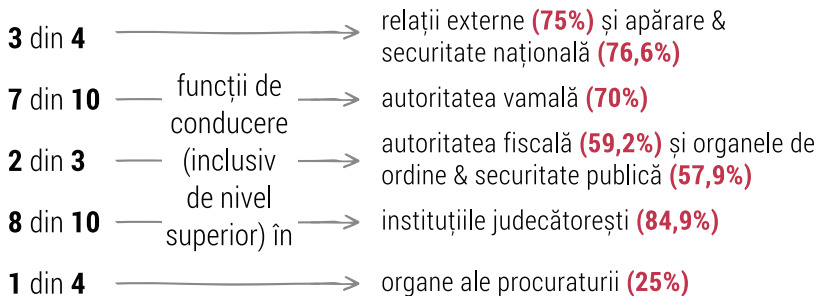 3 din 4
relații externe (75%) și apărare &
securitate națională (76,6%)
7 din 10
funcții de
conducere
(inclusiv
de nivel
superior) în
autoritatea vamală (70%)
2 din 3
autoritatea fiscală (59,2%) și organele de
ordine & securitate publică (57,9%)
8 din 10
instituțiile judecătorești (84,9%)
1 din 4
organe ale procuraturii (25%)